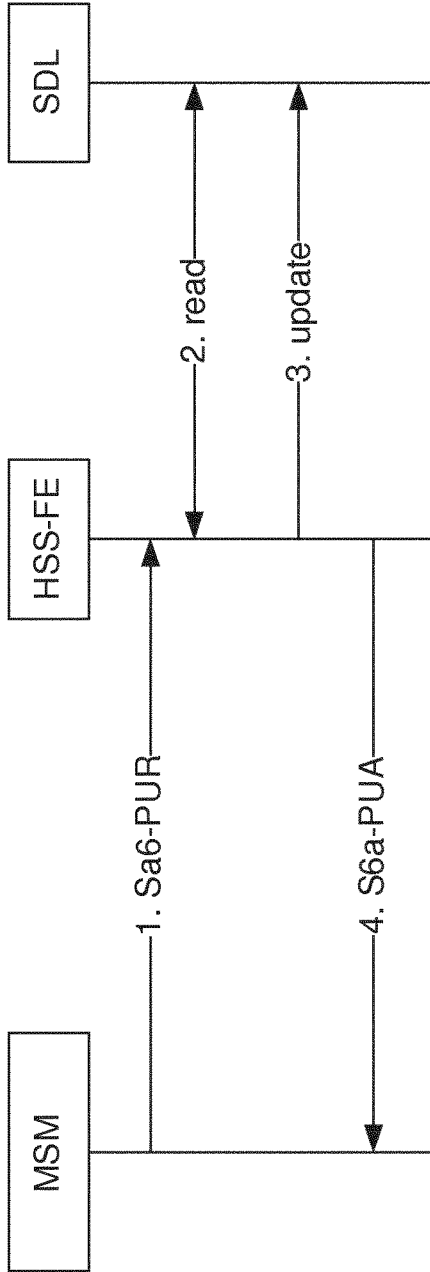 MSM
HSS-FE
SDL
1. Sa6-PUR
2. read
3. update
4. S6a-PUA